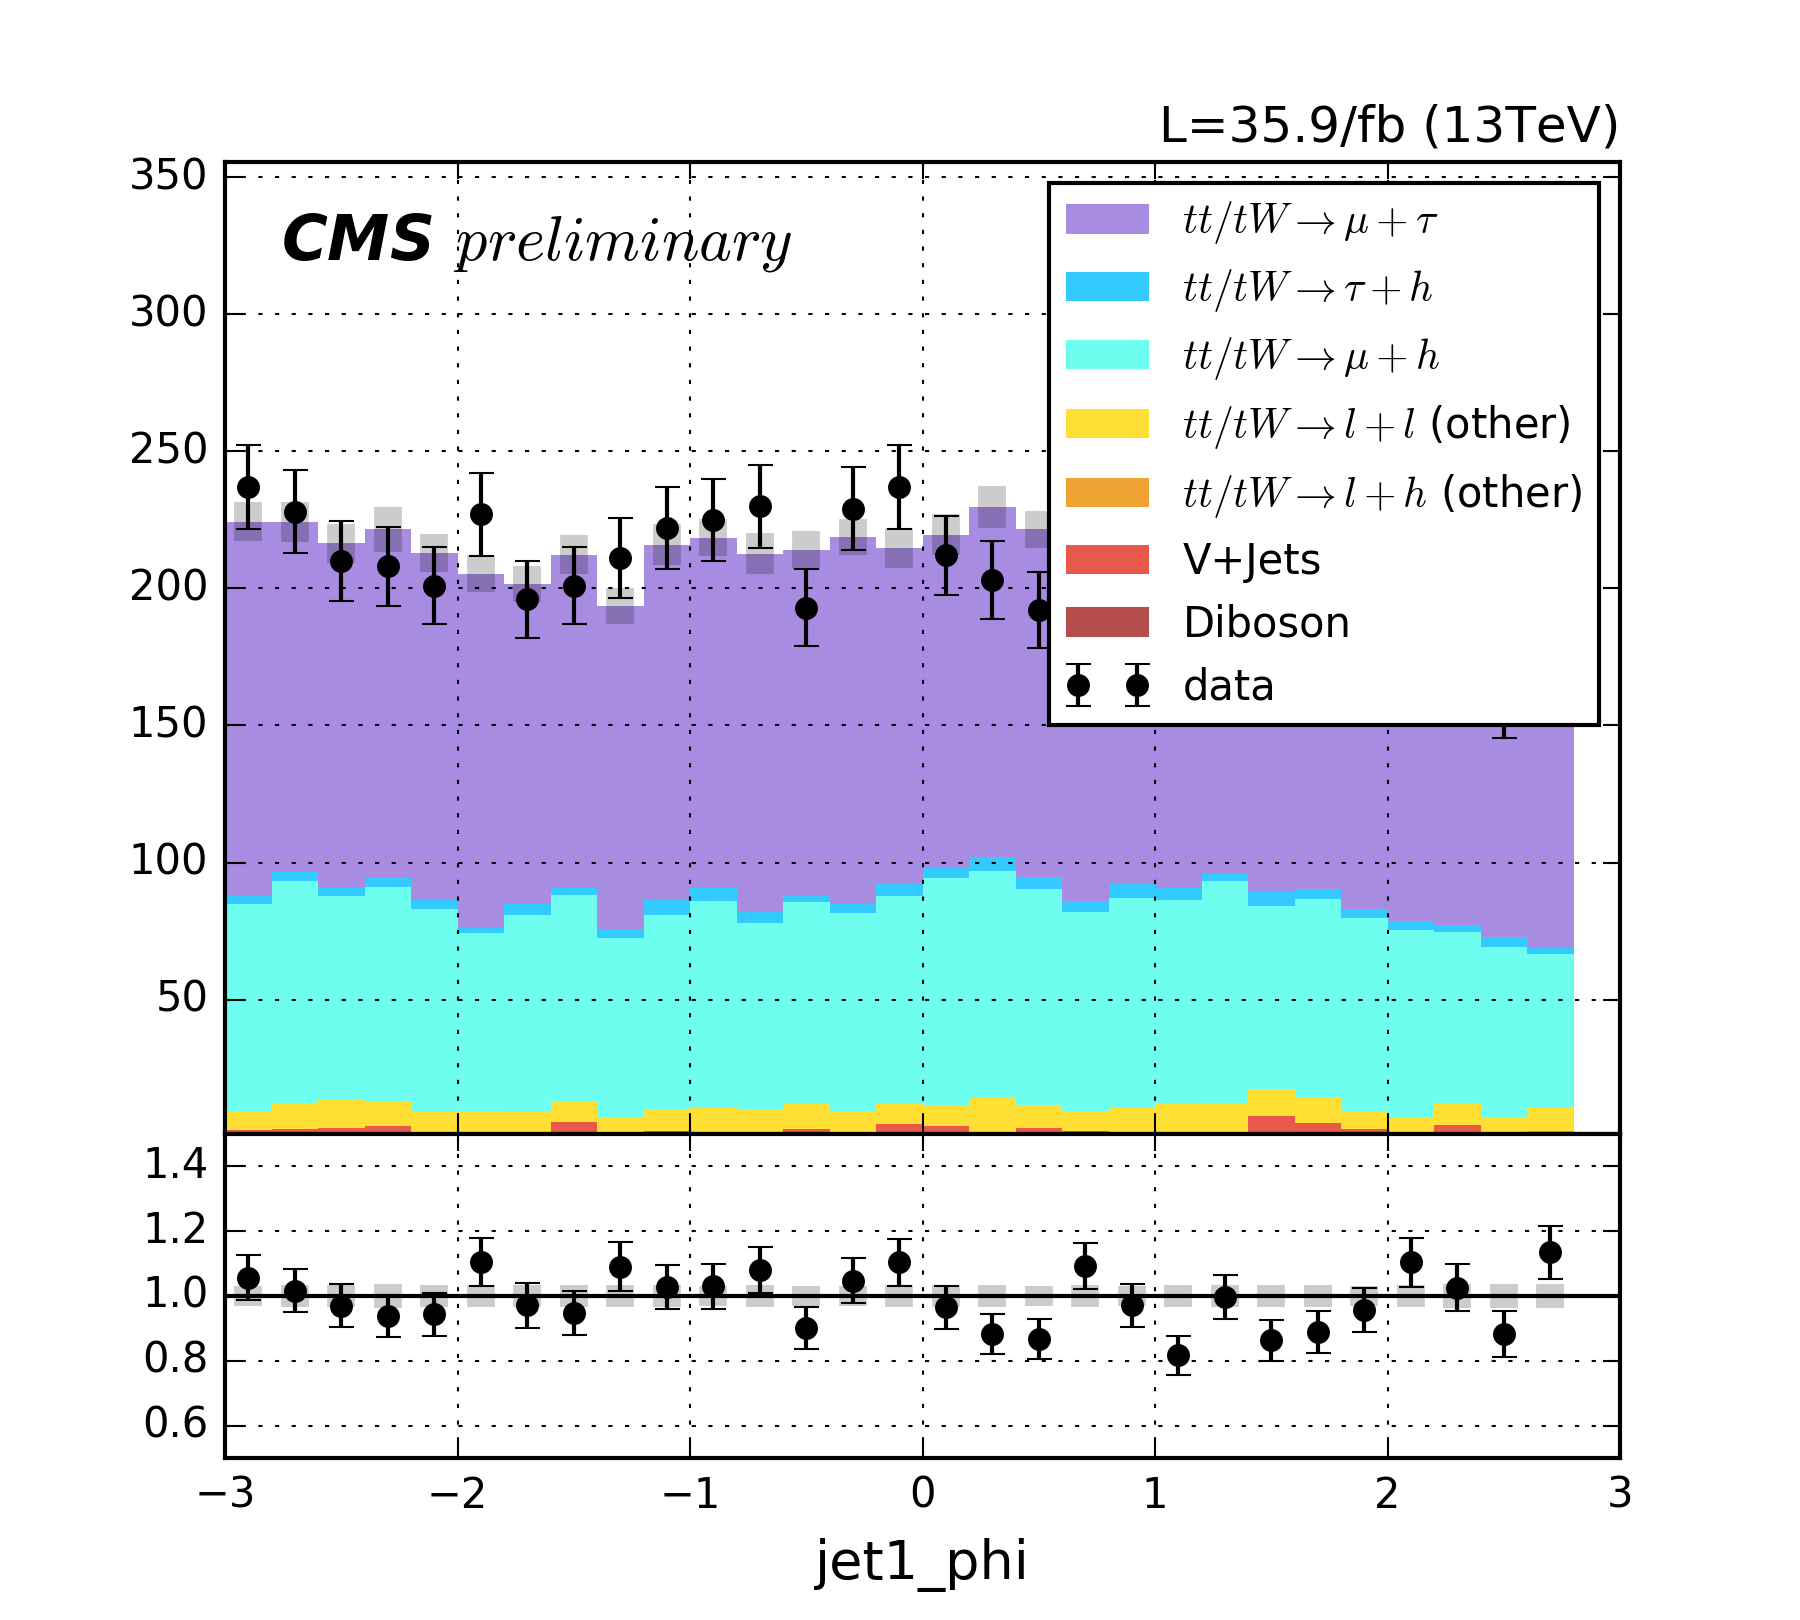 L=35.9/fb (13TeV)
350
CMS preliminary
300
250
200
150
100
50
tt/tW→μ+τ
tt/tW→τ+h
tt/tW→μ+h
tt/tW→l+l (other)
tt/tW→l+h (other)
V+Jets
Diboson
data
1.4
1.2
1.0
0.8
0.6
−3 −2 −1 0 1 2 3
jet1_phi